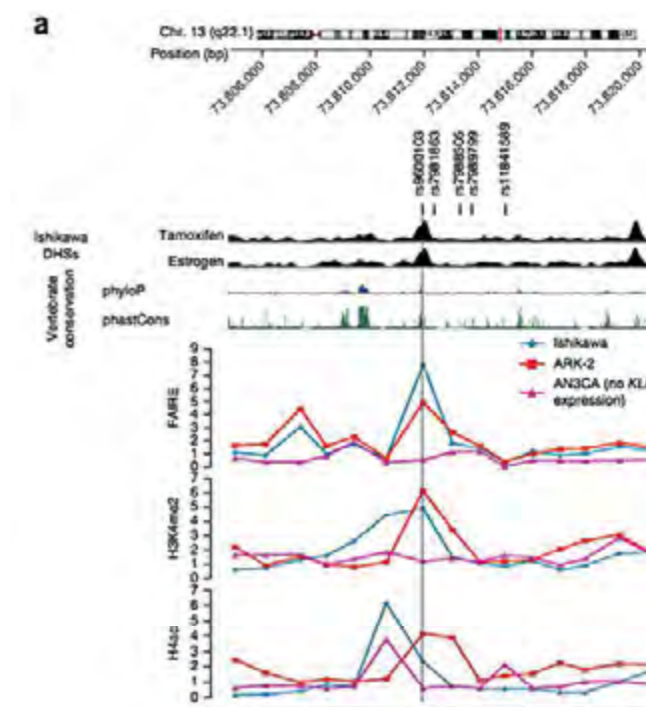 a
Chr. 13 (q22.1)
Position (bp)
73,806,000
73,808,000
73,810,000
73,812,000
73,814,000
73,816,000
73,818,000
73,820,000
rs9600103
rs7981863
rs7988505
rs7989799
rs11841589
Ishikawa
DHSs
Tamoxifen
Estrogen
Vertebrate
conservation
phyloP
phastCons
FAIRE
9
8
7
6
5
4
3
2
1
0
Ishikawa
ARK-2
AN3CA (no KL
expression)
H3K4me2
7
6
5
4
3
2
1
0
H4ac
7
6
5
4
3
2
1
0